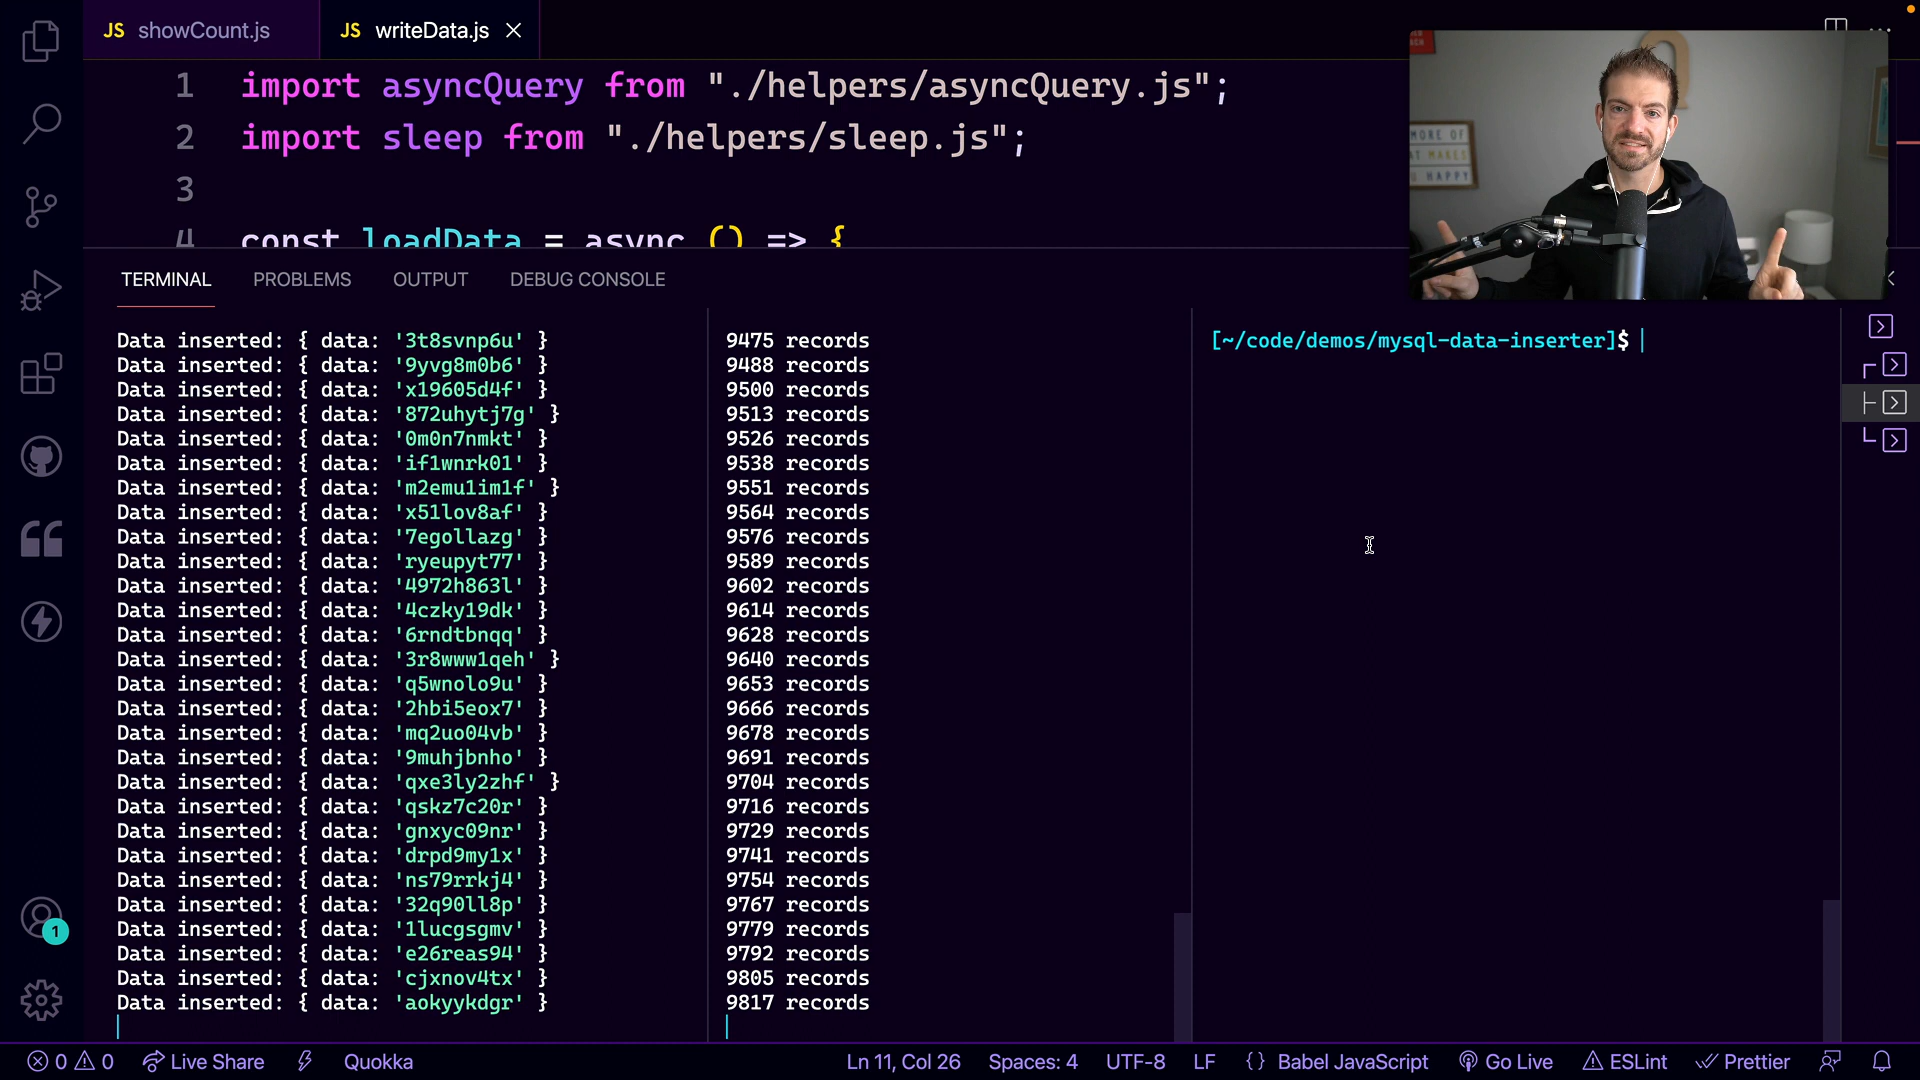 JS showCount.js
JS writeData.js
1 import asyncQuery from "./helpers/asyncQuery.js";
2 import sleep from "./helpers/sleep.js";
3
4 const loadData = async () => {
MORE OF
AT MAKES
U HAPPY
TERMINAL PROBLEMS OUTPUT DEBUG CONSOLE
Data inserted: { data: '3t8svnp6u' }
Data inserted: { data: '9yvg8m0b6' }
Data inserted: { data: 'x19605d4f' }
Data inserted: { data: '872uhytj7g' }
Data inserted: { data: '0m0n7nmkt' }
Data inserted: { data: 'if1wnrk01' }
Data inserted: { data: 'm2emu1im1f' }
Data inserted: { data: 'x51lov8af' }
Data inserted: { data: '7egollazg' }
Data inserted: { data: 'ryeupyt77' }
Data inserted: { data: '4972h863l' }
Data inserted: { data: '4czky19dk' }
Data inserted: { data: '6rndtbnqq' }
Data inserted: { data: '3r8www1qeh' }
Data inserted: { data: 'q5wnolo9u' }
Data inserted: { data: '2hbi5eox7' }
Data inserted: { data: 'mq2uo04vb' }
Data inserted: { data: '9muhjbnho' }
Data inserted: { data: 'qxe3ly2zhf' }
Data inserted: { data: 'qskz7c20r' }
Data inserted: { data: 'gnxyc09nr' }
Data inserted: { data: 'drpd9my1x' }
Data inserted: { data: 'ns79rrkj4' }
Data inserted: { data: '32q90ll8p' }
Data inserted: { data: '1lucgsgmv' }
Data inserted: { data: 'e26reas94' }
Data inserted: { data: 'cjxnov4tx' }
Data inserted: { data: 'aokyykdgr' }
9475 records
9488 records
9500 records
9513 records
9526 records
9538 records
9551 records
9564 records
9576 records
9589 records
9602 records
9614 records
9628 records
9640 records
9653 records
9666 records
9678 records
9691 records
9704 records
9716 records
9729 records
9741 records
9754 records
9767 records
9779 records
9792 records
9805 records
9817 records
[~/code/demos/mysql-data-inserter]$
1
0 0 Live Share Quokka Ln 11, Col 26 Spaces: 4 UTF-8 LF {} Babel JavaScript Go Live ESLint Prettier